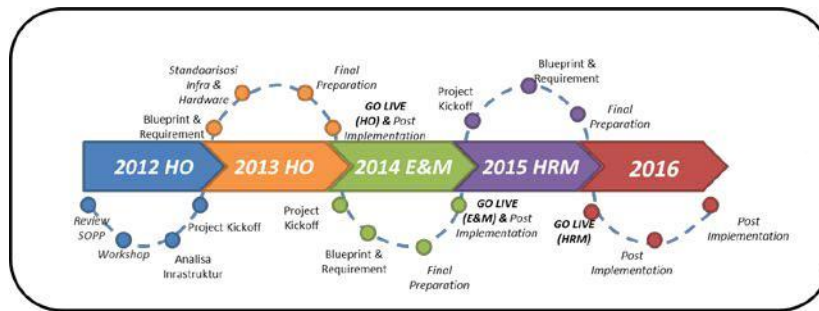 Standoarisasi
Infra &
Hardware
Final
Preparation
Blueprint &
Requirement
GO LIVE
(HO) & Post
Implementation
Project
Kickoff
Blueprint &
Requirement
Final
Preparation
2012 HO
2013 HO
2014 E&M
2015 HRM
2016
Review
SOPP
Workshop
Analisa
Inrastruktur
Project Kickoff
Project
Kickoff
Blueprint &
Requirement
Final
Preparation
GO LIVE
(E&M) & Post
Implementation
GO LIVE
(HRM)
Post
Implementation
Post
Implementation